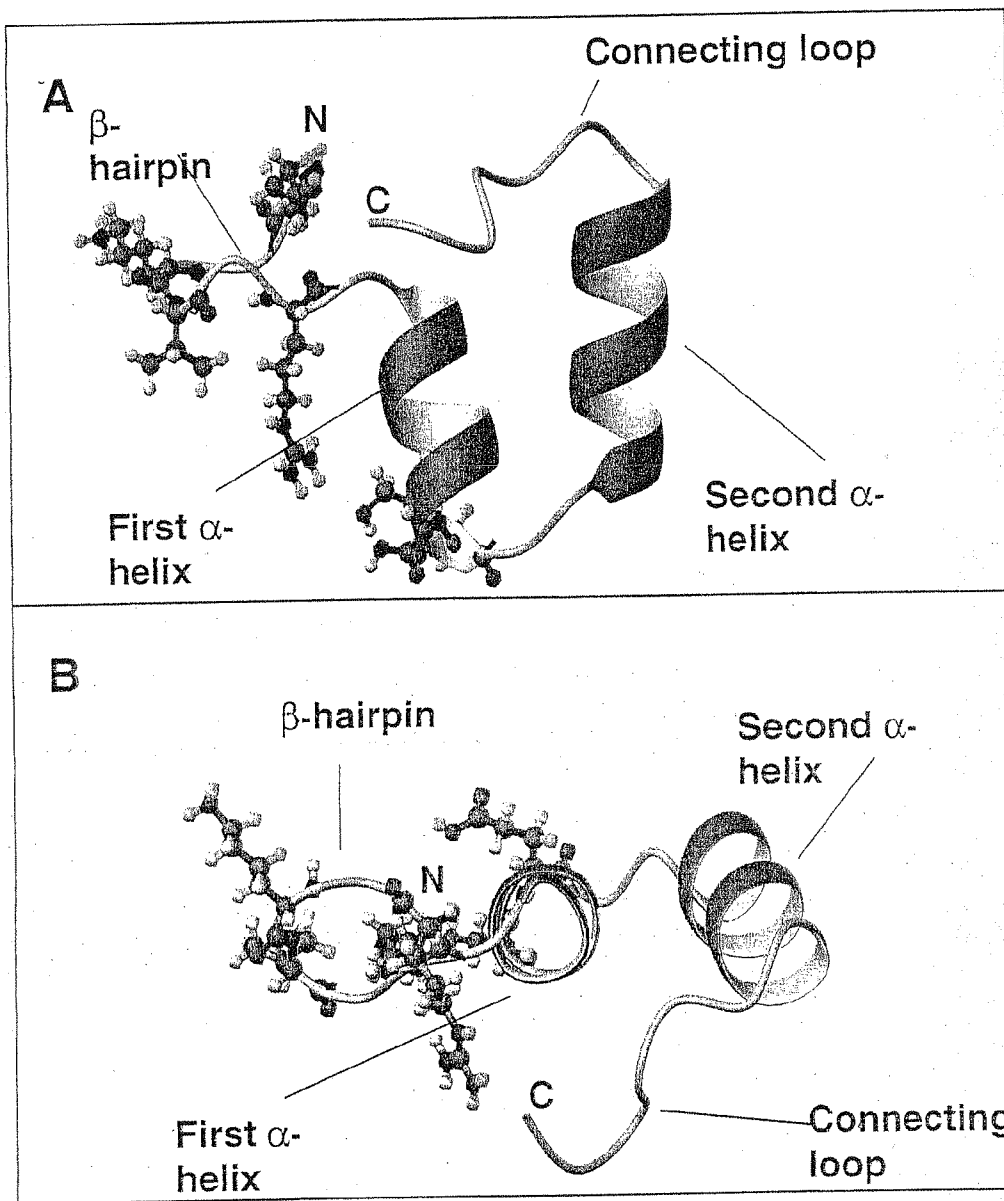 Connecting loop
A
β-
hairpin
N
C
First α-
helix
Second α-
helix
B
β-hairpin
Second α-
helix
N
C
First α-
helix
Connecting
loop